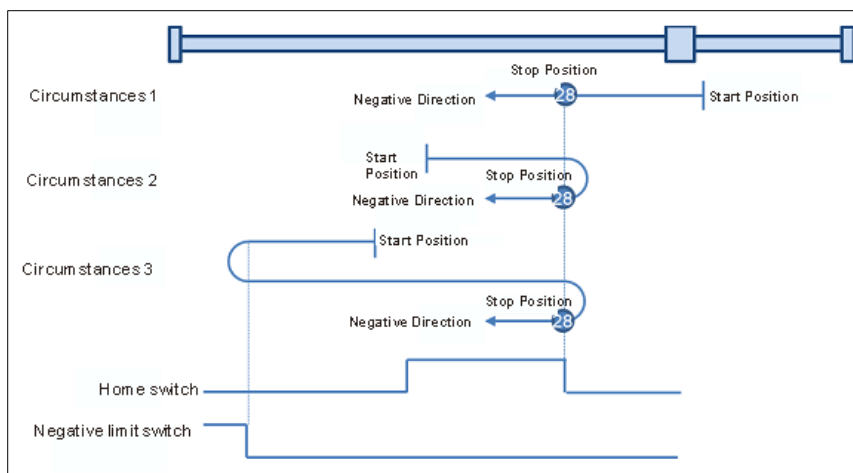 Stop Position
Circumstances 1
Negative Direction
28
Start Position
Start
Position
Circumstances 2
Stop Position
Negative Direction
28
Start Position
Circumstances 3
Stop Position
Negative Direction
28
Home switch
Negative limit switch